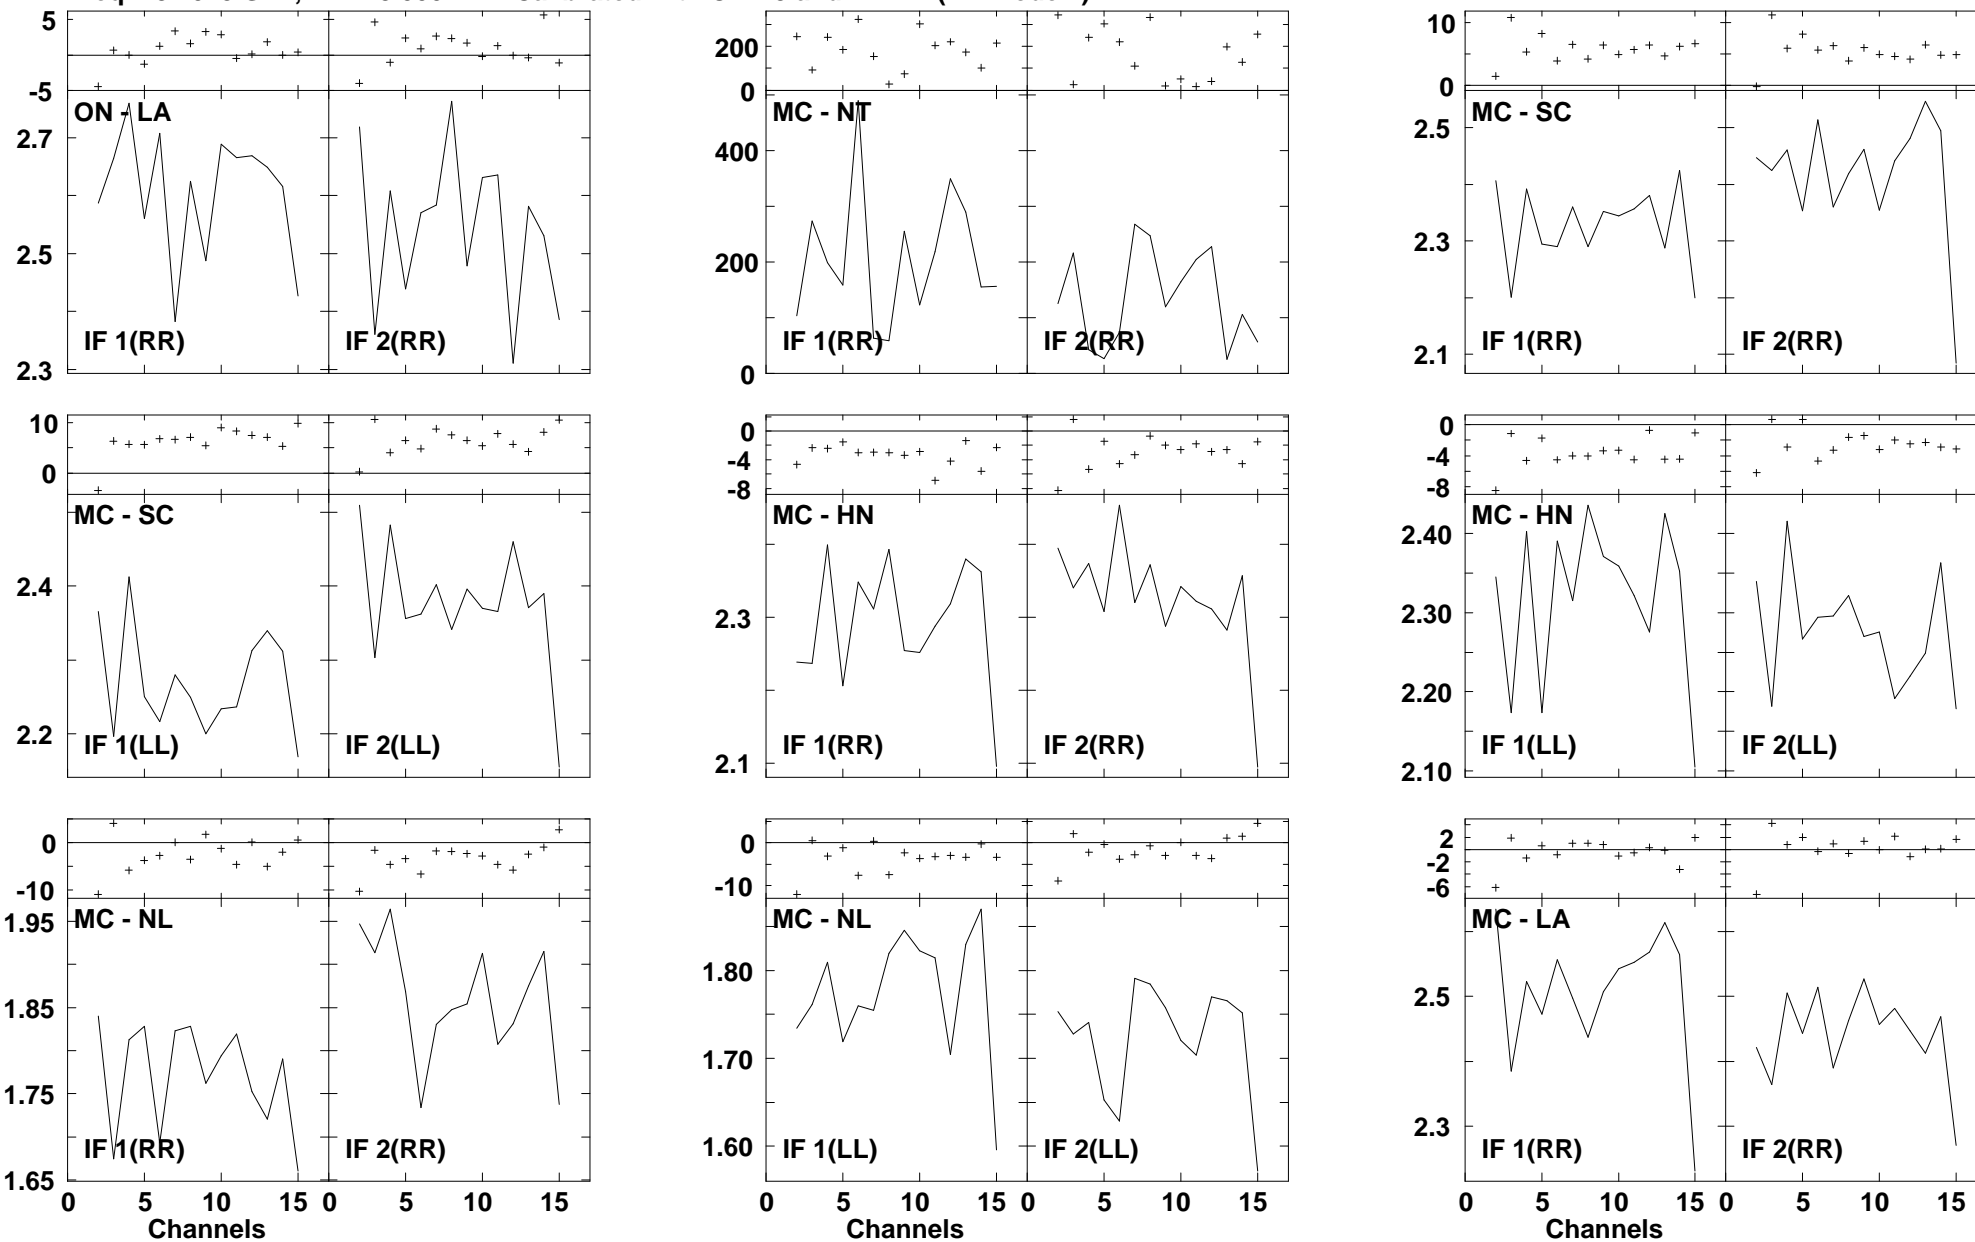 5
-5
ON - LA
2.7
2.5
2.3
IF 1(RR)
IF 2(RR)
200
0
MC - NT
400
200
0
IF 1(RR)
IF 2(RR)
10
0
MC - SC
2.5
2.3
2.1
IF 1(RR)
IF 2(RR)
10
0
MC - SC
2.4
2.2
IF 1(LL)
IF 2(LL)
0
-4
-8
MC - HN
2.3
2.1
IF 1(RR)
IF 2(RR)
0
-4
-8
MC - HN
2.40
2.30
2.20
2.10
IF 1(LL)
IF 2(LL)
0
-10
MC - NL
1.95
1.85
1.75
1.65
IF 1(RR)
IF 2(RR)
0 5 10 15 0 5 10 15
Channels
0
-10
MC - NL
1.80
1.70
1.60
IF 1(LL)
IF 2(LL)
0 5 10 15 0 5 10 15
2
-2
-6
MC - LA
2.5
2.3
IF 1(RR)
IF 2(RR)
0 5 10 15 0 5 10 15
Channels